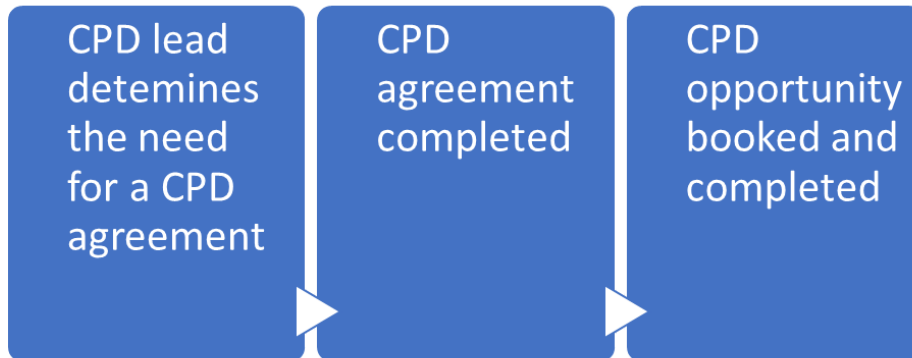 CPD lead
detemines
the need
for a CPD
agreement
CPD
agreement
completed
CPD
opportunity
booked and
completed